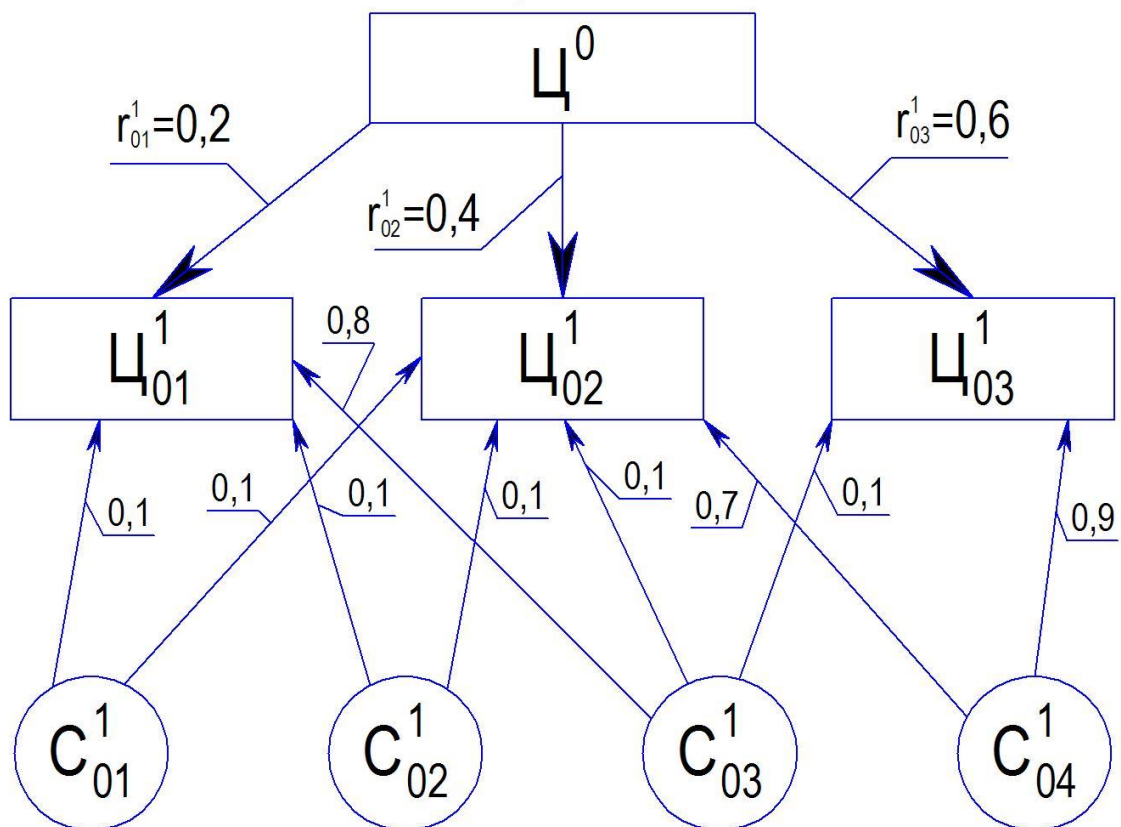 Ц⁰
r¹₀₁=0,2
r¹₀₃=0,6
r¹₀₂=0,4
Ц¹₀₁
0,8
Ц¹₀₂
Ц¹₀₃
0,1
0,1
0,1
0,1
0,1
0,7
0,1
0,9
С¹₀₁
С¹₀₂
С¹₀₃
С¹₀₄